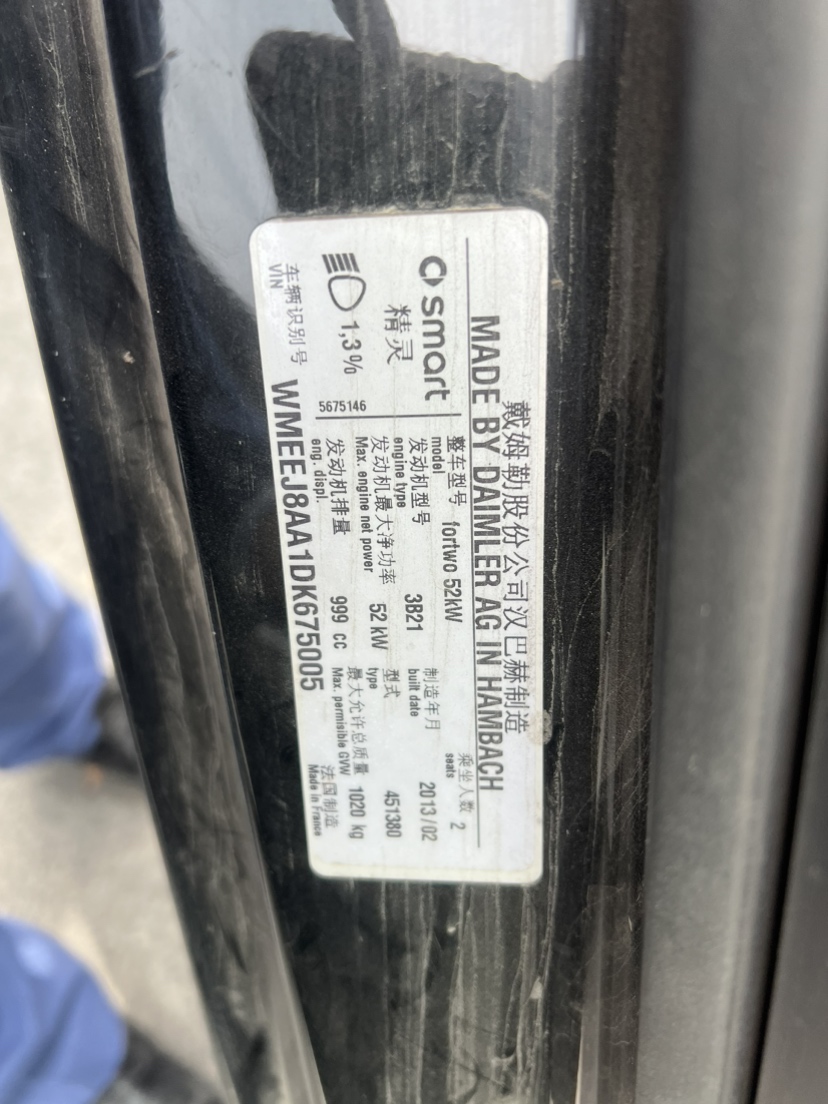 戴姆勒股份公司汉巴赫制造
MADE BY DAIMLER AG IN HAMBACH
smart
精灵
1,3%
5675146
整车型号 fortwo 52kW
model
乘坐人数 2
seats
发动机型号 3B21
engine type
制造年月 2013/02
built date
发动机最大净功率 52 kW
Max. engine net power
型式 451380
type
发动机排量 999 cc
eng. displ.
最大允许总质量 1020 kg
Max. permisible GVW
车辆识别号
VIN
WMEEJ8AA1DK675005
法国制造
Made in France